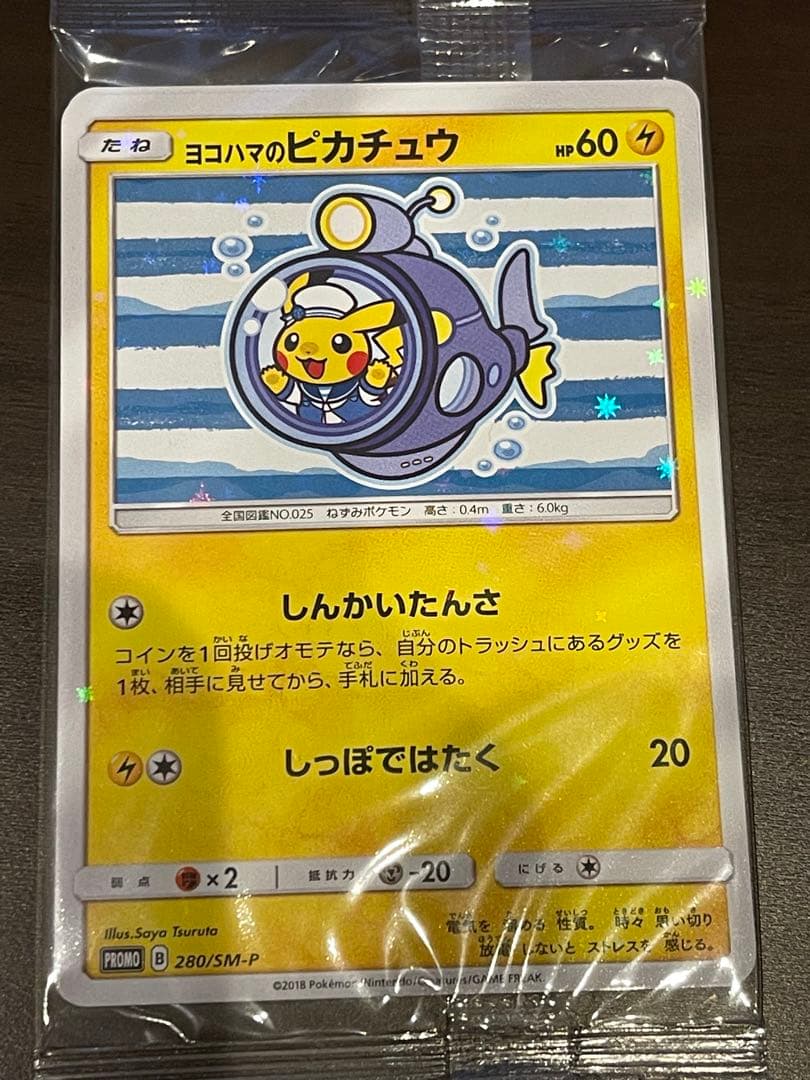 たね ヨコハマのピカチュウ HP60
全国図鑑NO.025 ねずみポケモン 高さ:0.4m 重さ:6.0kg
しんかいたんさ
コインを1回投げオモテなら、自分のトラッシュにあるグッズを
1枚、相手に見せてから、手札に加える。
しっぽではたく 20
弱点 ×2 抵抗力 -20 にげる
Illus.Saya Tsuruta
電気を 溜める 性質。 時々 思い切り
放電 しないと ストレスを 感じる。
PROMO B 280/SM-P
©2018 Pokémon/Nintendo/Creatures/GAME FREAK.